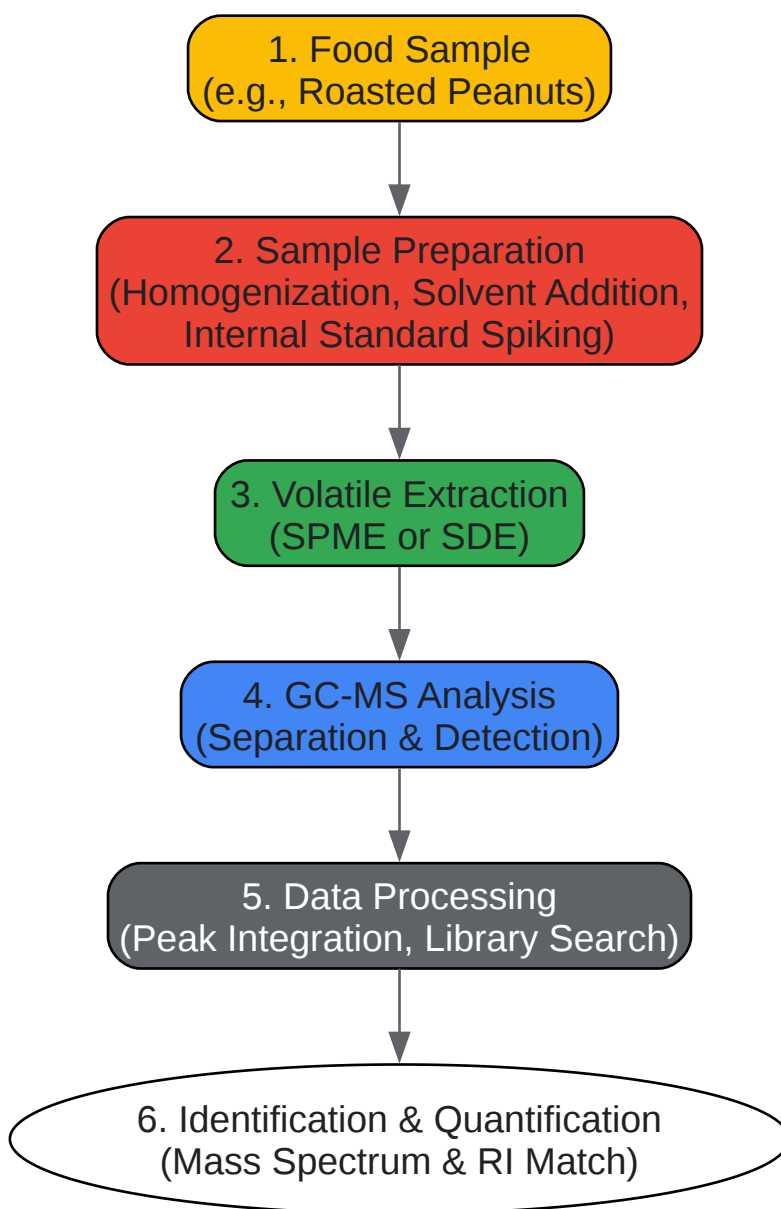 1. Food Sample
(e.g., Roasted Peanuts)
2. Sample Preparation
(Homogenization, Solvent Addition,
Internal Standard Spiking)
3. Volatile Extraction
(SPME or SDE)
4. GC-MS Analysis
(Separation & Detection)
5. Data Processing
(Peak Integration, Library Search)
6. Identification & Quantification
(Mass Spectrum & RI Match)